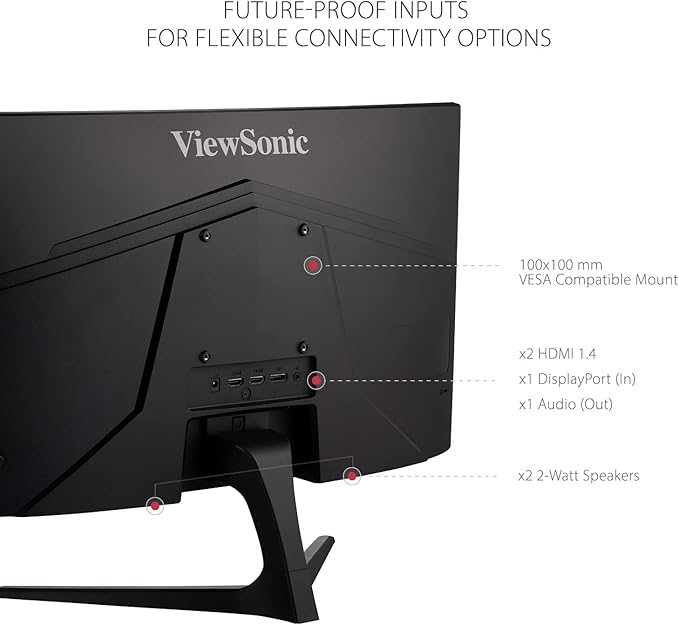 FUTURE-PROOF INPUTS
FOR FLEXIBLE CONNECTIVITY OPTIONS
ViewSonic
100x100 mm
VESA Compatible Mount
x2 HDMI 1.4
x1 DisplayPort (In)
x1 Audio (Out)
x2 2-Watt Speakers